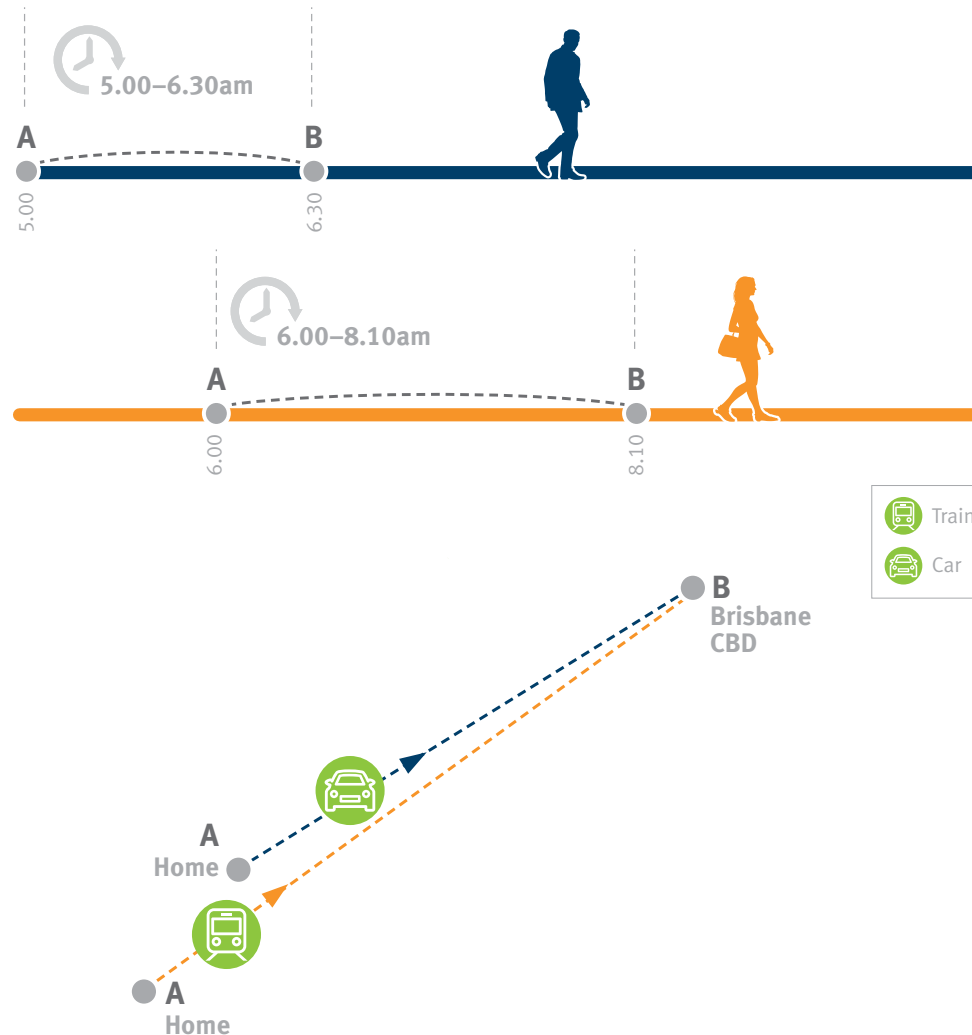 5.00–6.30am
A
B
5.00
6.30
6.00–8.10am
A
B
6.00
8.10
Train
Car
B
Brisbane
CBD
A
Home
A
Home